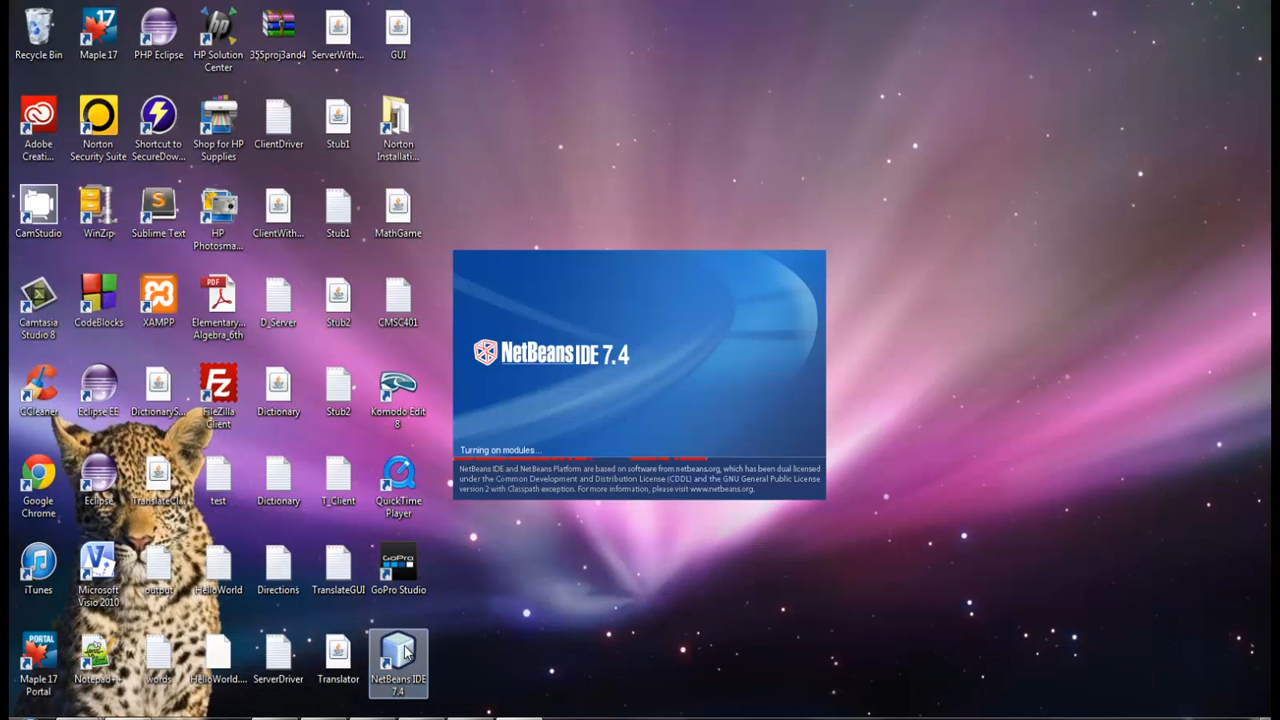 Recycle Bin
Maple 17
PHP Eclipse
HP Solution
Center
355proj3and4
ServerWith...
GUI
Adobe
Creati...
Norton
Security Suite
Shortcut to
SecureDow...
Shop for HP
Supplies
ClientDriver
Stub1
Norton
Installati...
CamStudio
WinZip
Sublime Text
HP
Photosma...
ClientWith...
Stub1
MathGame
Camtasia
Studio 8
CodeBlocks
XAMPP
PDF
Elementary...
Algebra_6th
D_Server
Stub2
CMSC401
CCleaner
Eclipse EE
DictionaryS...
FileZilla
Client
Dictionary
Stub2
Komodo Edit
8
Google
Chrome
Eclipse
TranslateCl...
test
Dictionary
T_Client
QuickTime
Player
iTunes
Microsoft
Visio 2010
output
HelloWorld
Directions
TranslateGUI
GoPro
GoPro Studio
PORTAL
Maple 17
Portal
Notepad++
words
HelloWorld....
ServerDriver
Translator
NetBeans IDE
7.4
NetBeans IDE 7.4
Turning on modules...
NetBeans IDE and NetBeans Platform are based on software from netbeans.org, which has been dual licensed
under the Common Development and Distribution License (CDDL) and the GNU General Public License
version 2 with Classpath exception. For more information, please visit www.netbeans.org.